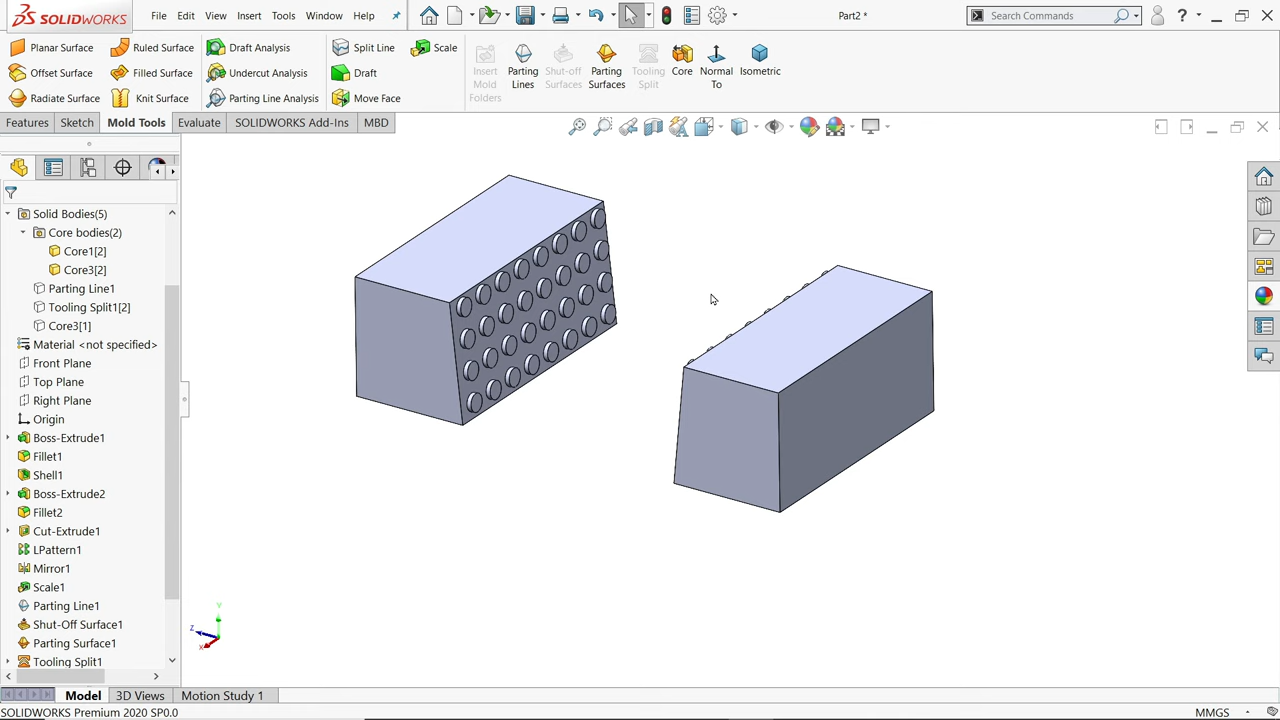 SOLIDWORKS File Edit View Insert Tools Window Help Part2 * Search Commands ?
Planar Surface Ruled Surface Draft Analysis Split Line Scale
Offset Surface Filled Surface Undercut Analysis Draft
Radiate Surface Knit Surface Parting Line Analysis Move Face
Insert Mold Folders
Parting Lines
Shut-off Surfaces
Parting Surfaces
Tooling Split
Core
Normal To
Isometric
Features Sketch Mold Tools Evaluate SOLIDWORKS Add-Ins MBD
Solid Bodies(5)
Core bodies(2)
Core1[2]
Core3[2]
Parting Line1
Tooling Split1[2]
Core3[1]
Material <not specified>
Front Plane
Top Plane
Right Plane
Origin
Boss-Extrude1
Fillet1
Shell1
Boss-Extrude2
Fillet2
Cut-Extrude1
LPattern1
Mirror1
Scale1
Parting Line1
Shut-Off Surface1
Parting Surface1
Tooling Split1
Y
Z
X
Model 3D Views Motion Study 1
SOLIDWORKS Premium 2020 SP0.0 MMGS